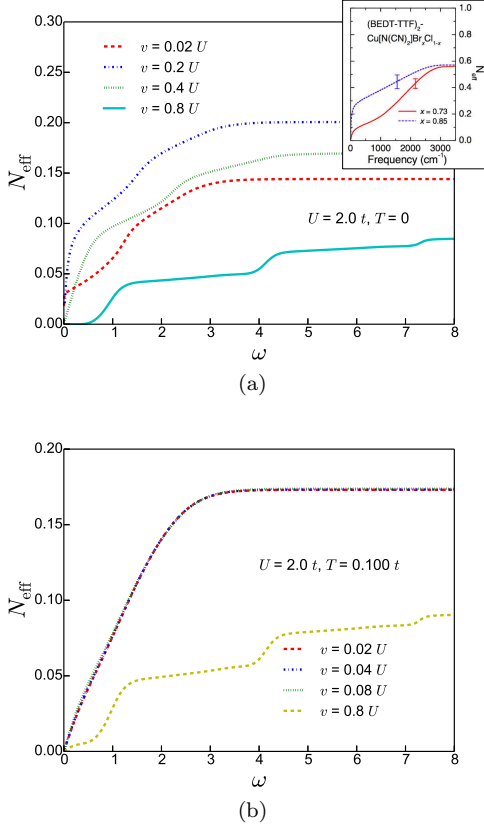 0.30
0.25
0.20
0.15
0.10
0.05
0.00
N_eff
v = 0.02 U
v = 0.2 U
v = 0.4 U
v = 0.8 U
U = 2.0 t, T = 0
0 1 2 3 4 5 6 7 8
ω
(BEDT-TTF)₂-
Cu[N(CN)₂]BrₓCl₁₋ₓ
x = 0.73
x = 0.85
1.0
0.8
0.6
0.4
0.2
0.0
N_eff
0 1000 2000 3000
Frequency (cm⁻¹)
(a)
0.20
0.15
0.10
0.05
0.00
N_eff
U = 2.0 t, T = 0.100 t
v = 0.02 U
v = 0.04 U
v = 0.08 U
v = 0.8 U
0 1 2 3 4 5 6 7 8
ω
(b)